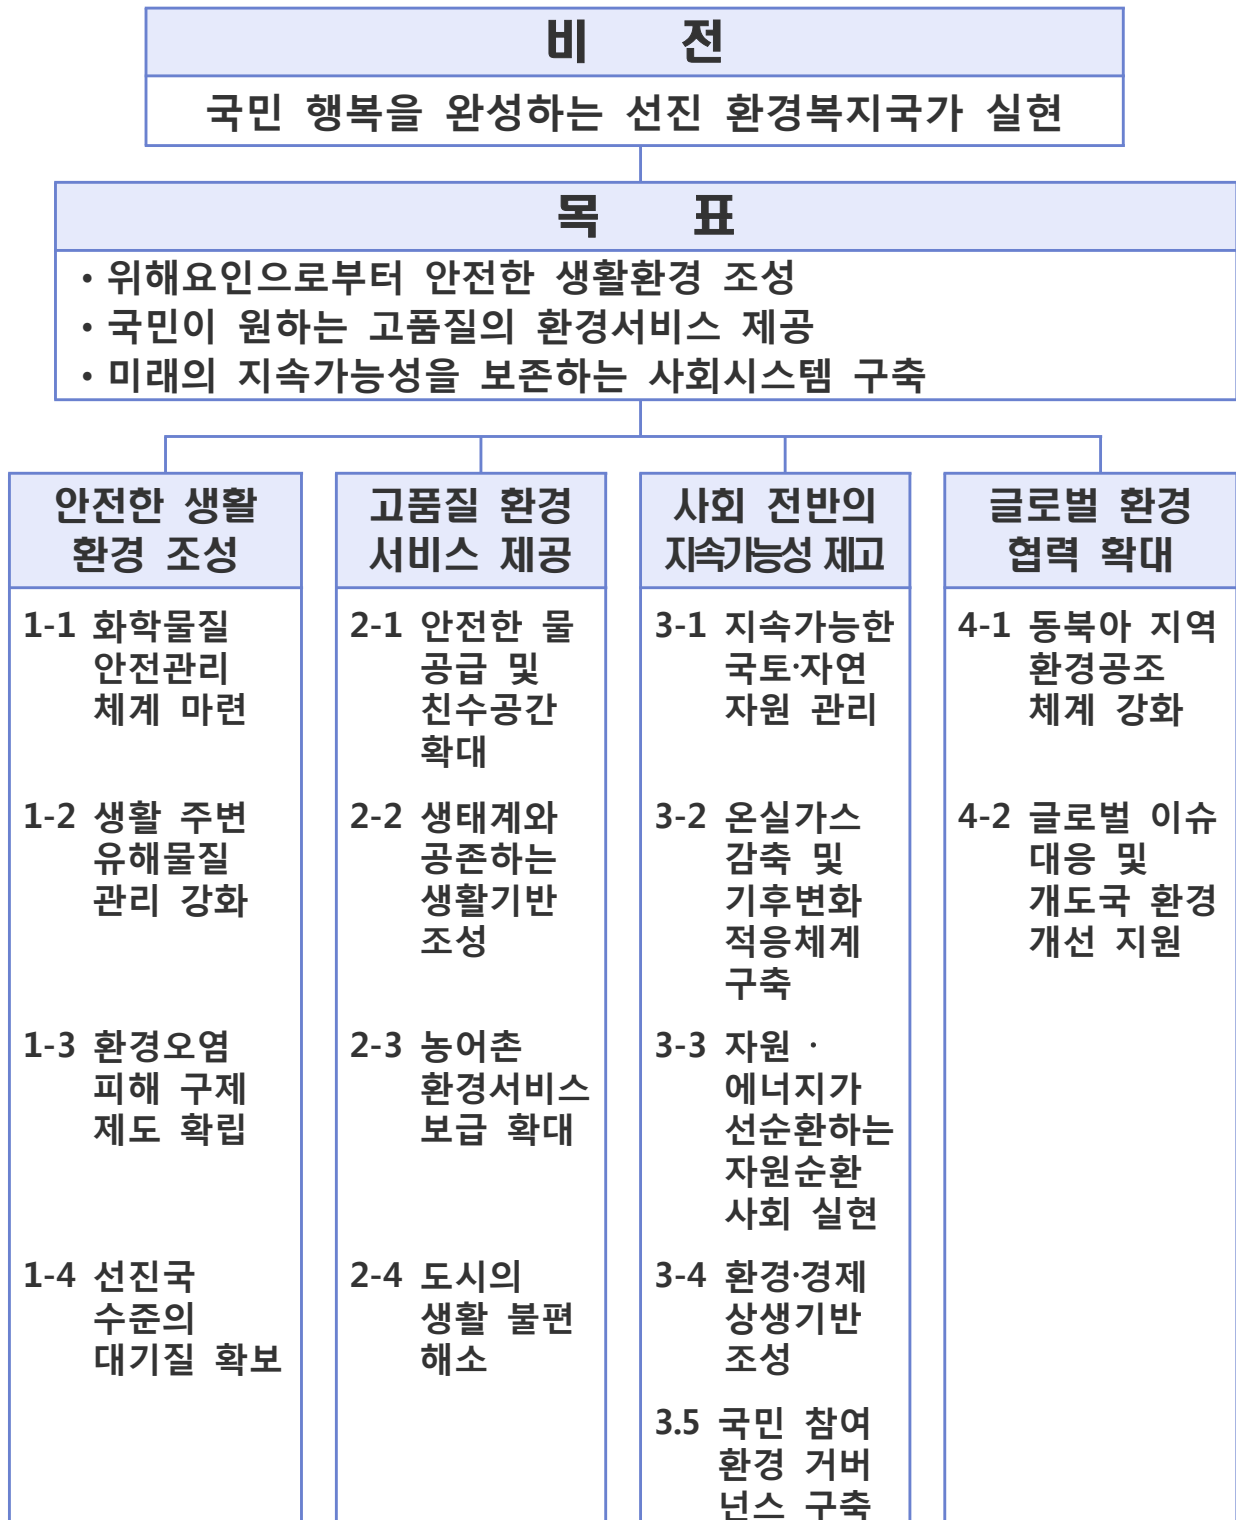 비 전
국민 행복을 완성하는 선진 환경복지국가 실현
목 표
• 위해요인으로부터 안전한 생활환경 조성
• 국민이 원하는 고품질의 환경서비스 제공
• 미래의 지속가능성을 보존하는 사회시스템 구축
안전한 생활
환경 조성
1-1 화학물질
안전관리
체계 마련
1-2 생활 주변
유해물질
관리 강화
1-3 환경오염
피해 구제
제도 확립
1-4 선진국
수준의
대기질 확보
고품질 환경
서비스 제공
2-1 안전한 물
공급 및
친수공간
확대
2-2 생태계와
공존하는
생활기반
조성
2-3 농어촌
환경서비스
보급 확대
2-4 도시의
생활 불편
해소
사회 전반의
지속가능성 제고
3-1 지속가능한
국토·자연
자원 관리
3-2 온실가스
감축 및
기후변화
적응체계
구축
3-3 자원 ·
에너지가
선순환하는
자원순환
사회 실현
3-4 환경·경제
상생기반
조성
3.5 국민 참여
환경 거버
넌스 구축
글로벌 환경
협력 확대
4-1 동북아 지역
환경공조
체계 강화
4-2 글로벌 이슈
대응 및
개도국 환경
개선 지원